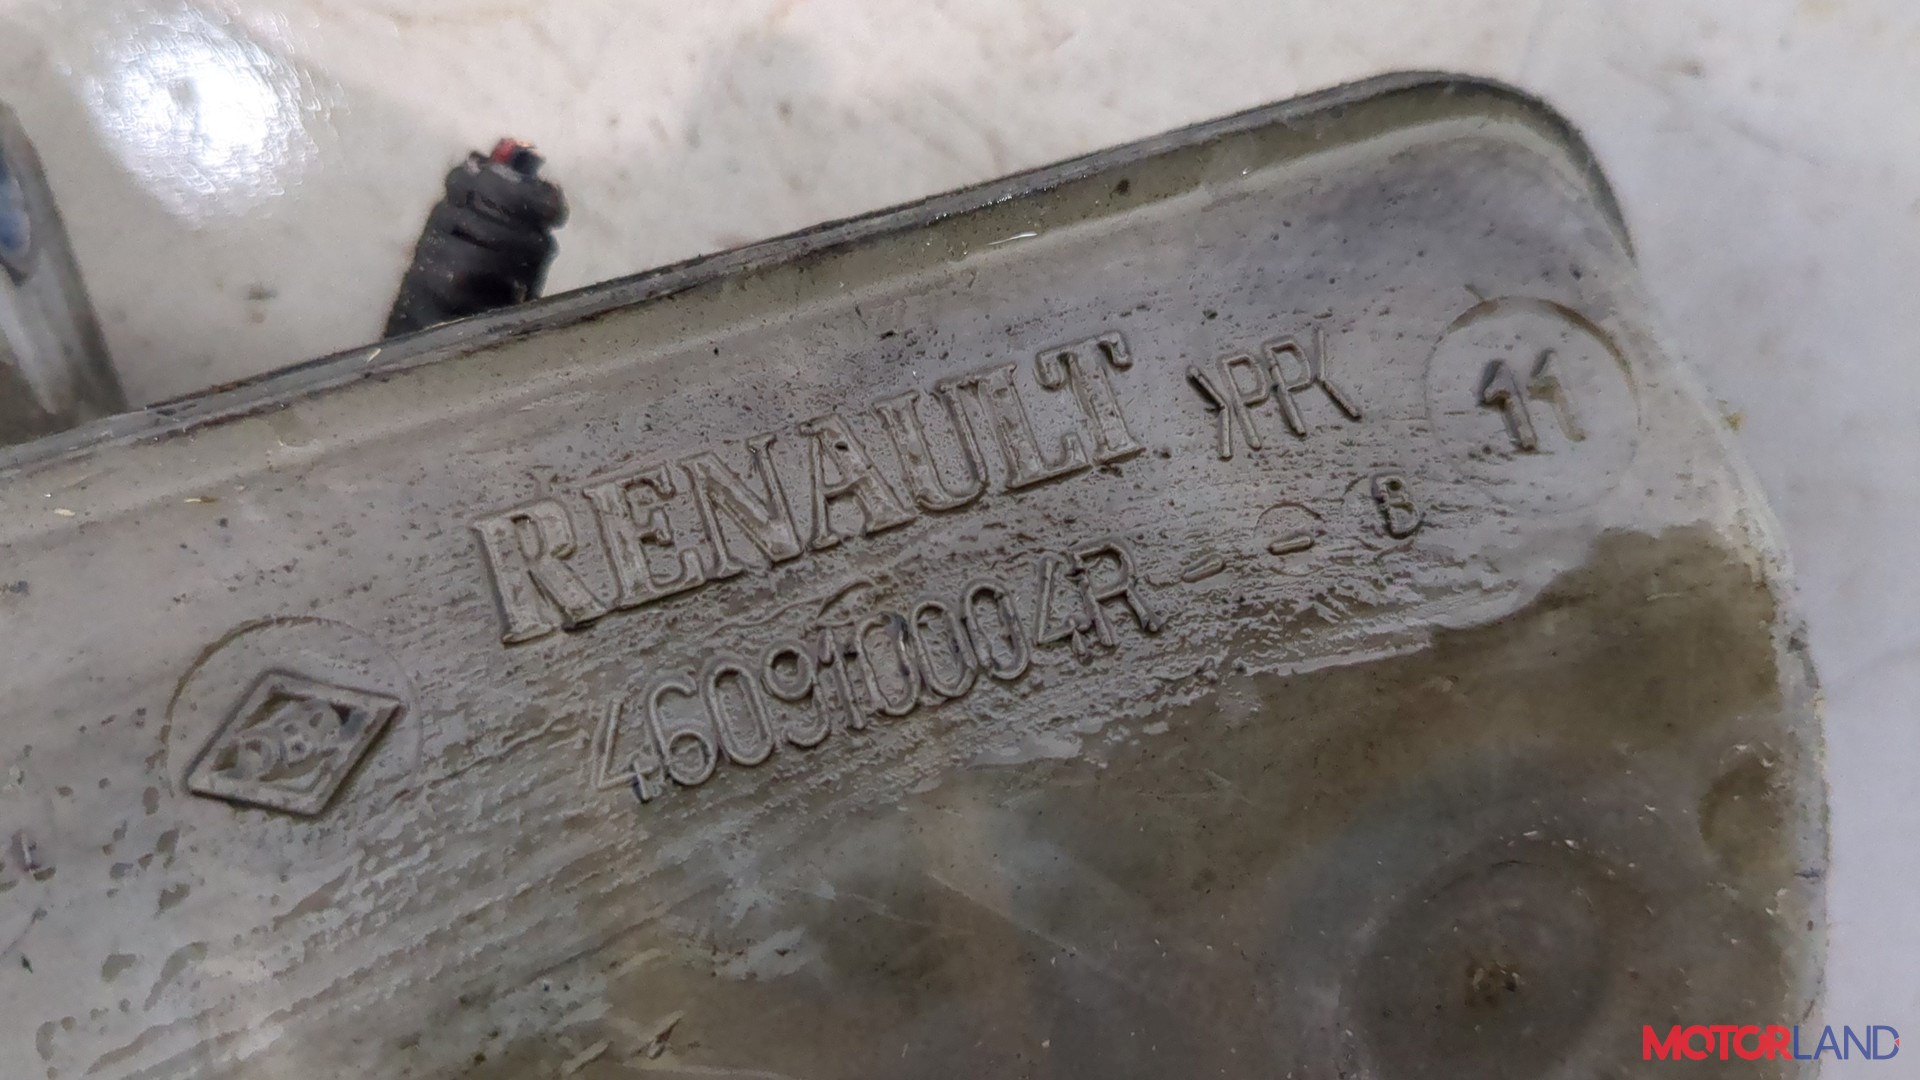 RENAULT >PP< 11
460910004R - - B
MOTORLAND